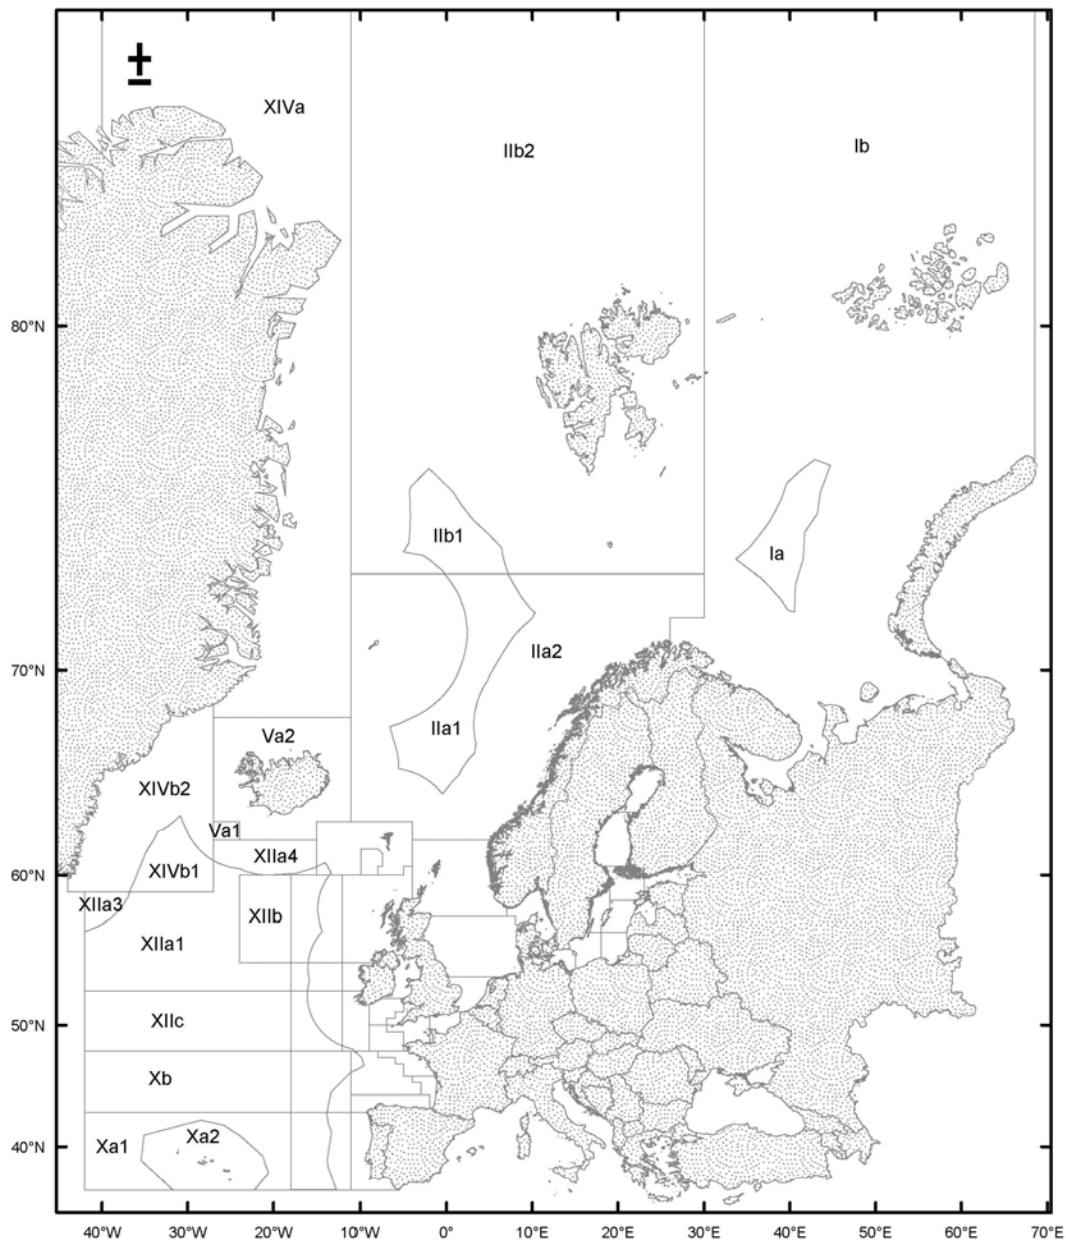 ±
XIVa
IIb2
Ib
80°N
IIb1
Ia
IIa2
70°N
IIa1
Va2
XIVb2
Va1
XIIa4
XIVb1
60°N
XIIa3
XIIb
XIIa1
XIIc
50°N
Xb
Xa2
Xa1
40°N
40°W 30°W 20°W 10°W 0° 10°E 20°E 30°E 40°E 50°E 60°E 70°E